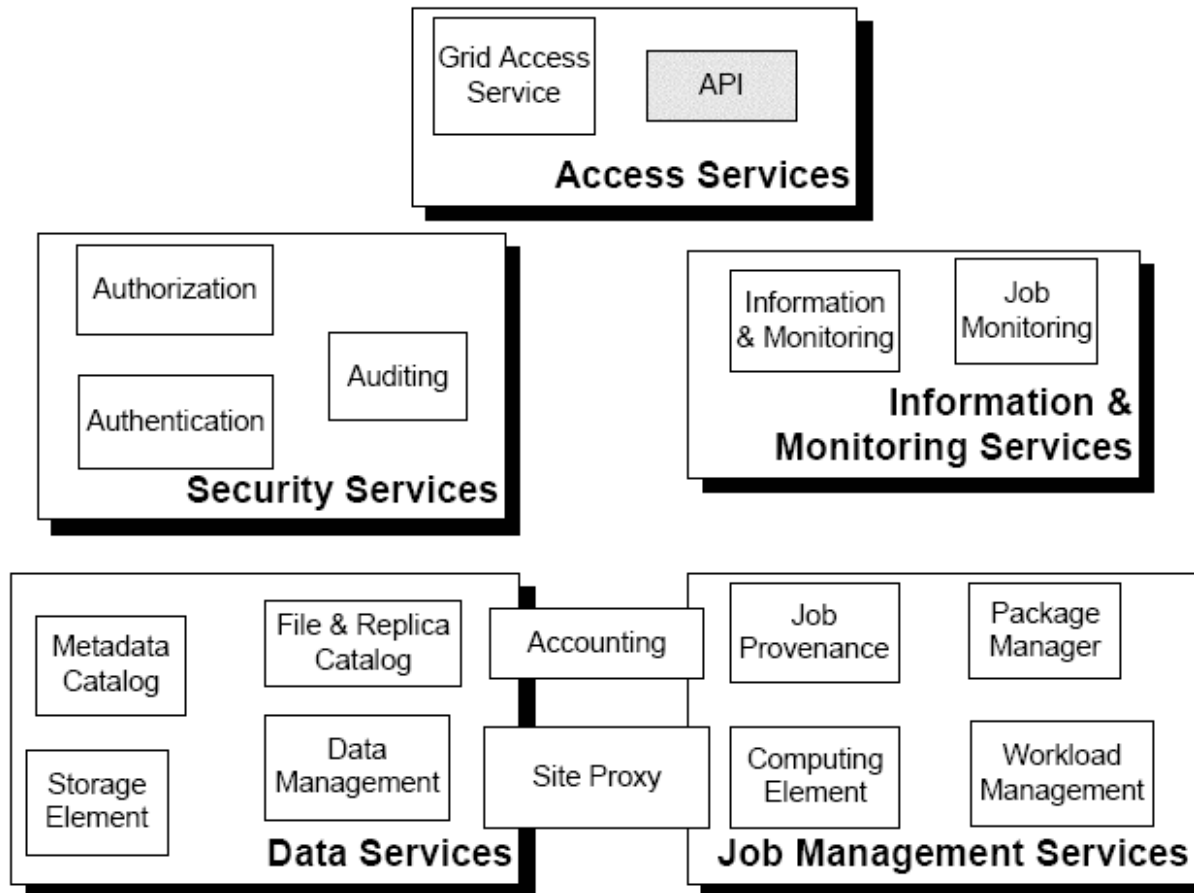 Grid Access
Service
API
Access Services
Authorization
Authentication
Auditing
Security Services
Information
& Monitoring
Job
Monitoring
Information &
Monitoring Services
Metadata
Catalog
File & Replica
Catalog
Storage
Element
Data
Management
Data Services
Accounting
Site Proxy
Job
Provenance
Package
Manager
Computing
Element
Workload
Management
Job Management Services